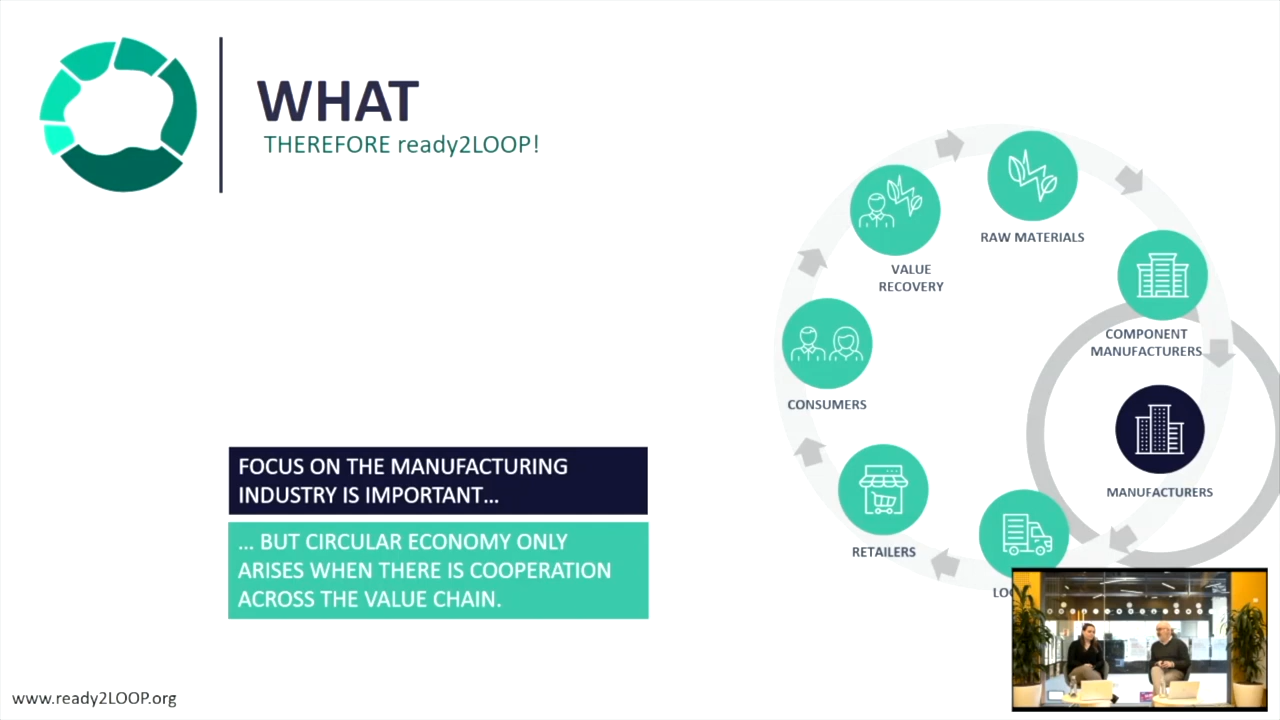 WHAT
THEREFORE ready2LOOP!
RAW MATERIALS
VALUE
RECOVERY
COMPONENT
MANUFACTURERS
CONSUMERS
MANUFACTURERS
RETAILERS
FOCUS ON THE MANUFACTURING
INDUSTRY IS IMPORTANT...
... BUT CIRCULAR ECONOMY ONLY
ARISES WHEN THERE IS COOPERATION
ACROSS THE VALUE CHAIN.
www.ready2LOOP.org